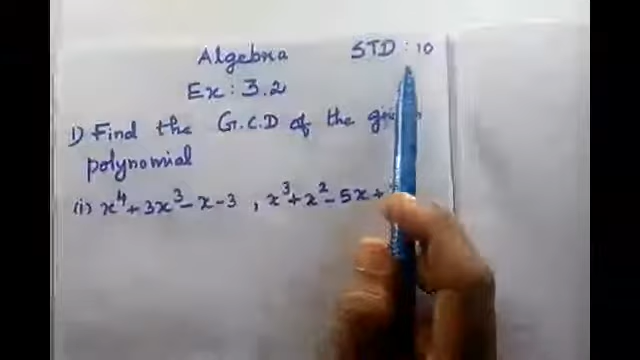 Algebra STD : 10
Ex : 3.2
1) Find the G.C.D of the
polynomial
(i) x⁴ + 3x³ - x - 3 , x³ + x² - 5x +